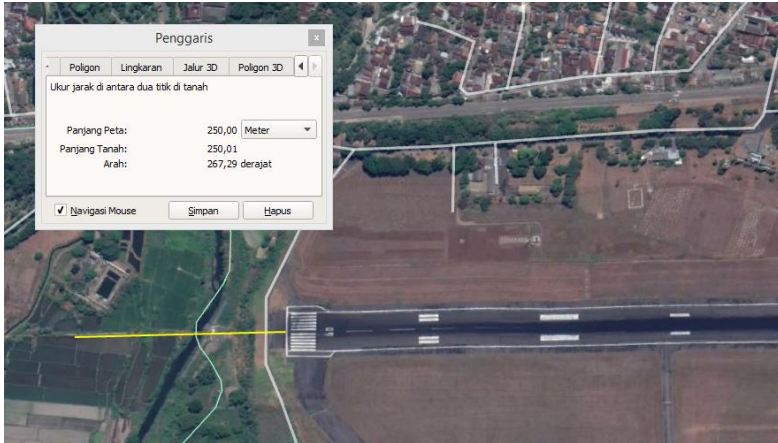 Penggaris
Poligon Lingkaran Jalur 3D Poligon 3D
Ukur jarak di antara dua titik di tanah
Panjang Peta: 250,00 Meter
Panjang Tanah: 250,01
Arah: 267,29 derajat
Navigasi Mouse Simpan Hapus